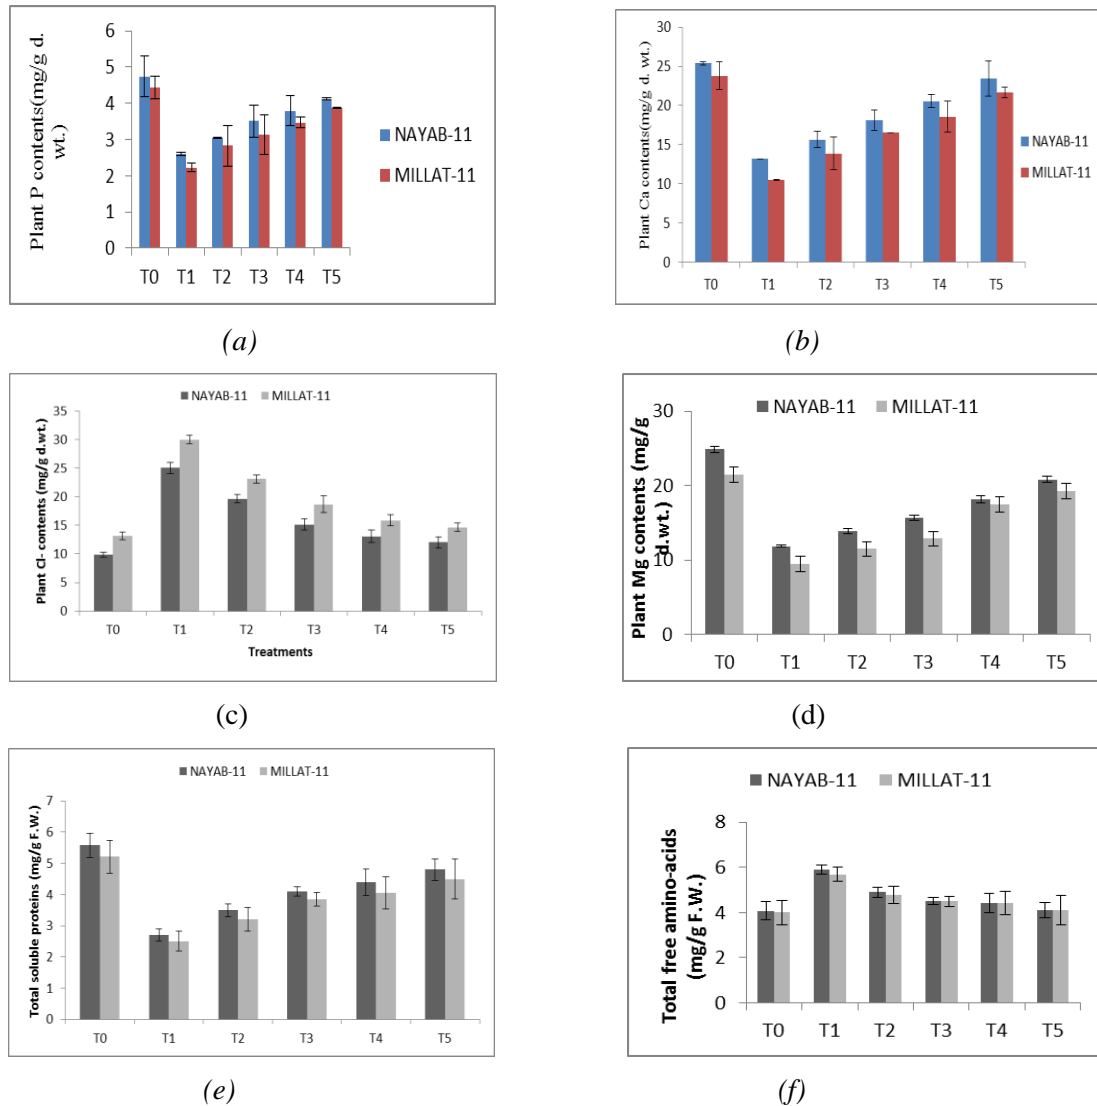 Plant P contents(mg/g d.
wt.)
6
5
4
3
2
1
0
T0 T1 T2 T3 T4 T5
NAYAB-11
MILLAT-11
(a)
Plant Ca contents(mg/g d. wt.)
30
25
20
15
10
5
0
T0 T1 T2 T3 T4 T5
NAYAB-11
MILLAT-11
(b)
NAYAB-11 MILLAT-11
Plant Cl- contents (mg/g d.wt.)
35
30
25
20
15
10
5
0
T0 T1 T2 T3 T4 T5
Treatments
(c)
NAYAB-11 MILLAT-11
Plant Mg contents (mg/g
d.wt.)
30
20
10
0
T0 T1 T2 T3 T4 T5
(d)
NAYAB-11 MILLAT-11
Total soluble proteins (mg/g F.W.)
7
6
5
4
3
2
1
0
T0 T1 T2 T3 T4 T5
(e)
NAYAB-11 MILLAT-11
Total free amino-acids
(mg/g F.W.)
8
6
4
2
0
T0 T1 T2 T3 T4 T5
(f)